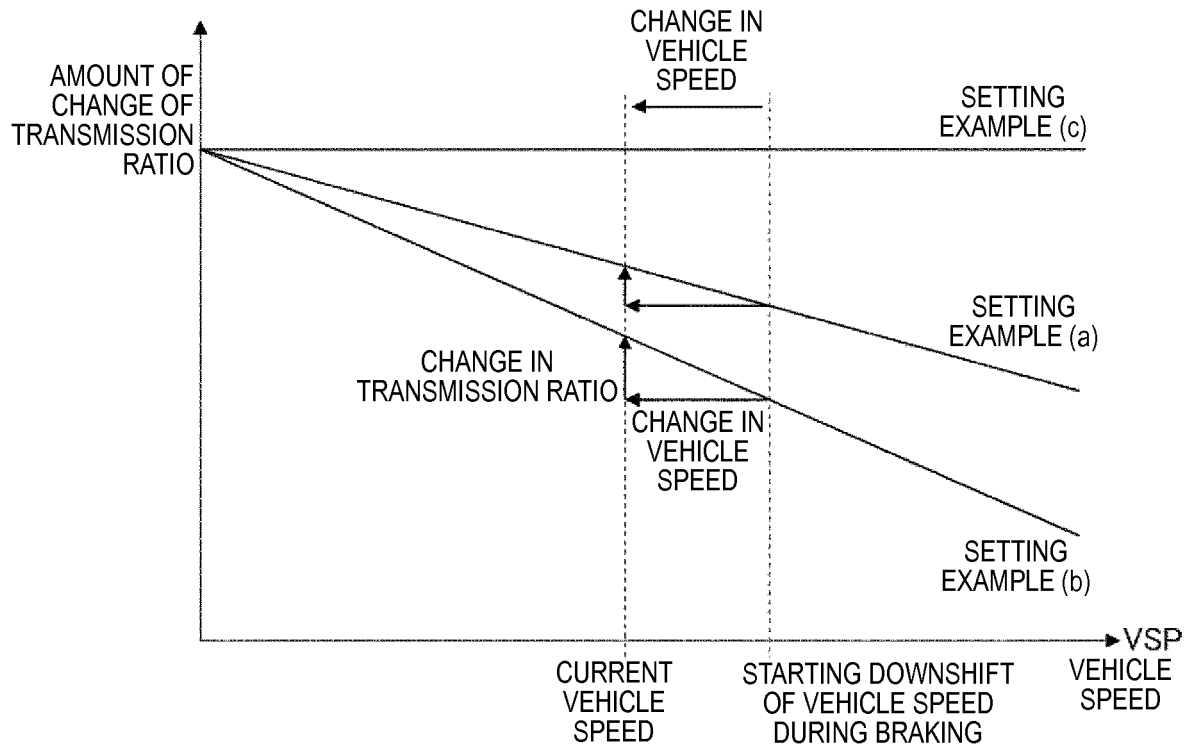 CHANGE IN
VEHICLE
SPEED
AMOUNT OF
CHANGE OF
TRANSMISSION
RATIO
SETTING
EXAMPLE (c)
SETTING
EXAMPLE (a)
CHANGE IN
TRANSMISSION RATIO
CHANGE IN
VEHICLE
SPEED
SETTING
EXAMPLE (b)
VSP
VEHICLE
SPEED
CURRENT
VEHICLE
SPEED
STARTING DOWNSHIFT
OF VEHICLE SPEED
DURING BRAKING